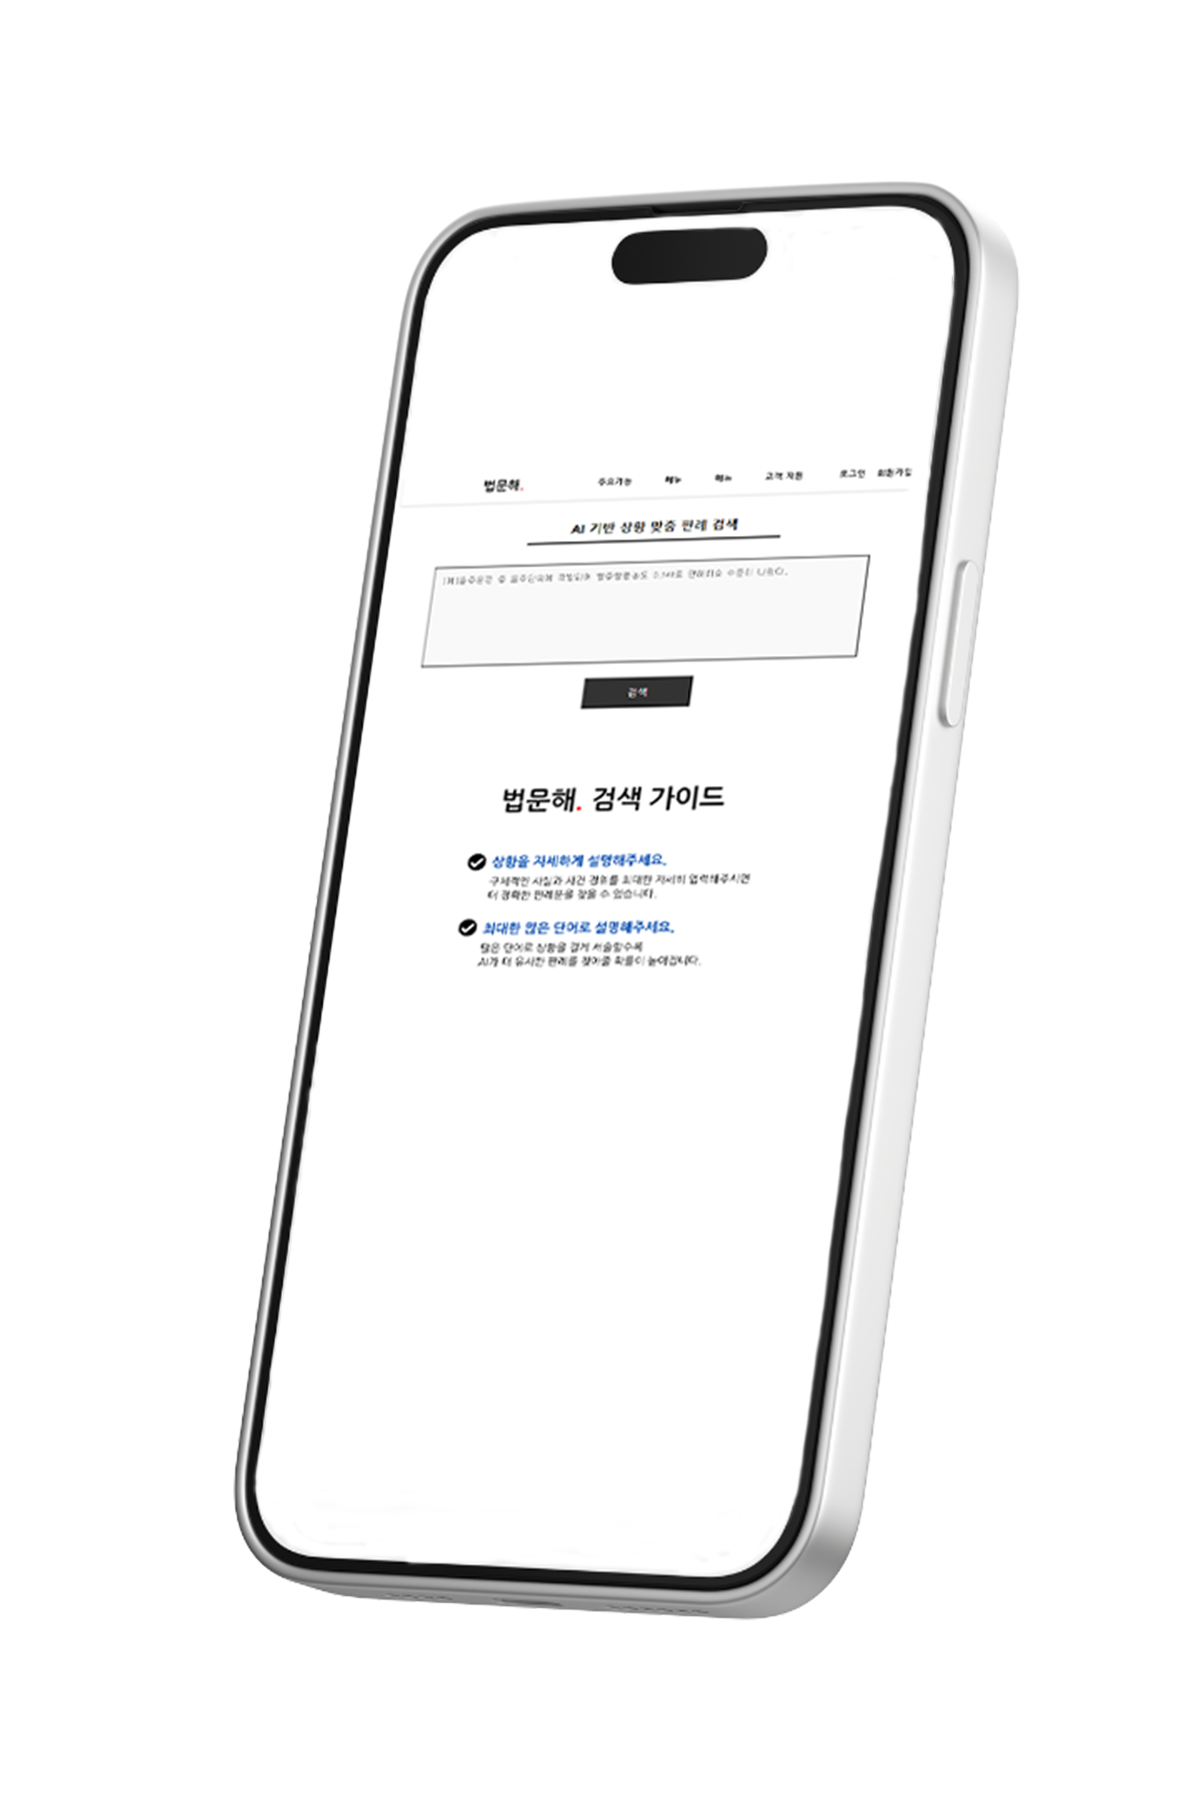 법문해. 주요기능 메뉴 메뉴 고객 지원 로그인 회원가입
AI 기반 상황 맞춤 판례 검색
검색
법문해. 검색 가이드
상황을 자세하게 설명해주세요.
구체적인 사실과 사건 경위를 최대한 자세히 입력해주시면
더 정확한 판례문을 찾을 수 있습니다.
최대한 많은 단어로 설명해주세요.
많은 단어로 상황을 길게 서술할수록
AI가 더 유사한 판례를 찾아줄 확률이 높아집니다.